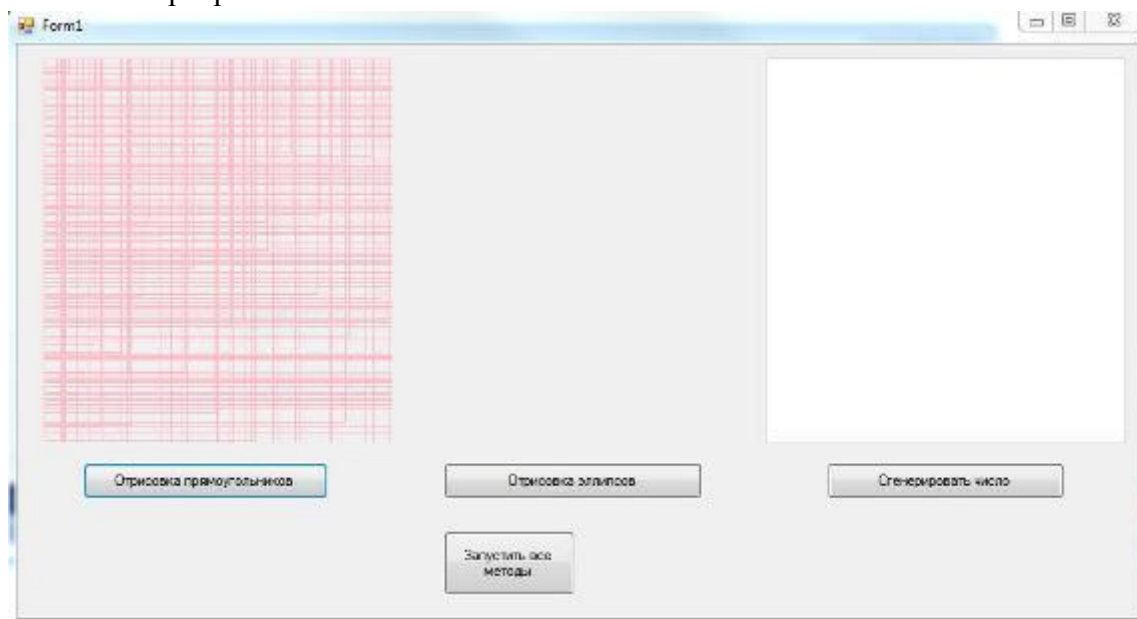 Form1
Отрисовка прямоугольников
Отрисовка эллипсов
Сгенерировать число
Запустить все
методы